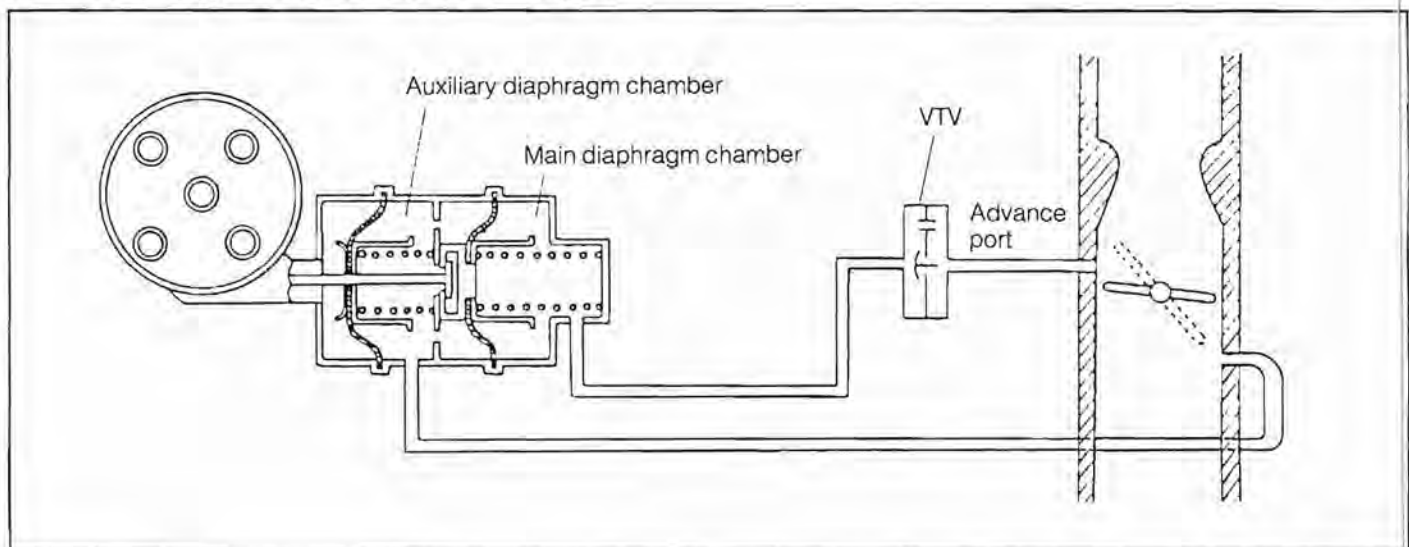 Auxiliary diaphragm chamber
Main diaphragm chamber
VTV
Advance
port